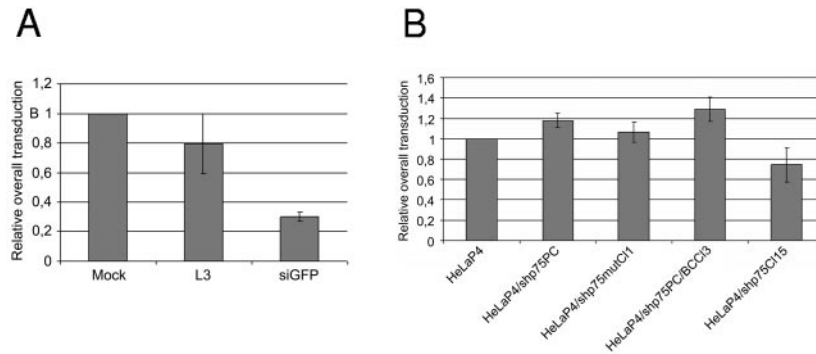 A
Relative overall transduction
1,2
B 1
0,8
0,6
0,4
0,2
0
Mock L3 siGFP
B
Relative overall transduction
1,6
1,4
1,2
1
0,8
0,6
0,4
0,2
0
HeLaP4
HeLaP4/shp75PC
HeLaP4/shp75mutCl1
HeLaP4/shp75PC/BCCl3
HeLaP4/shp75Cl15